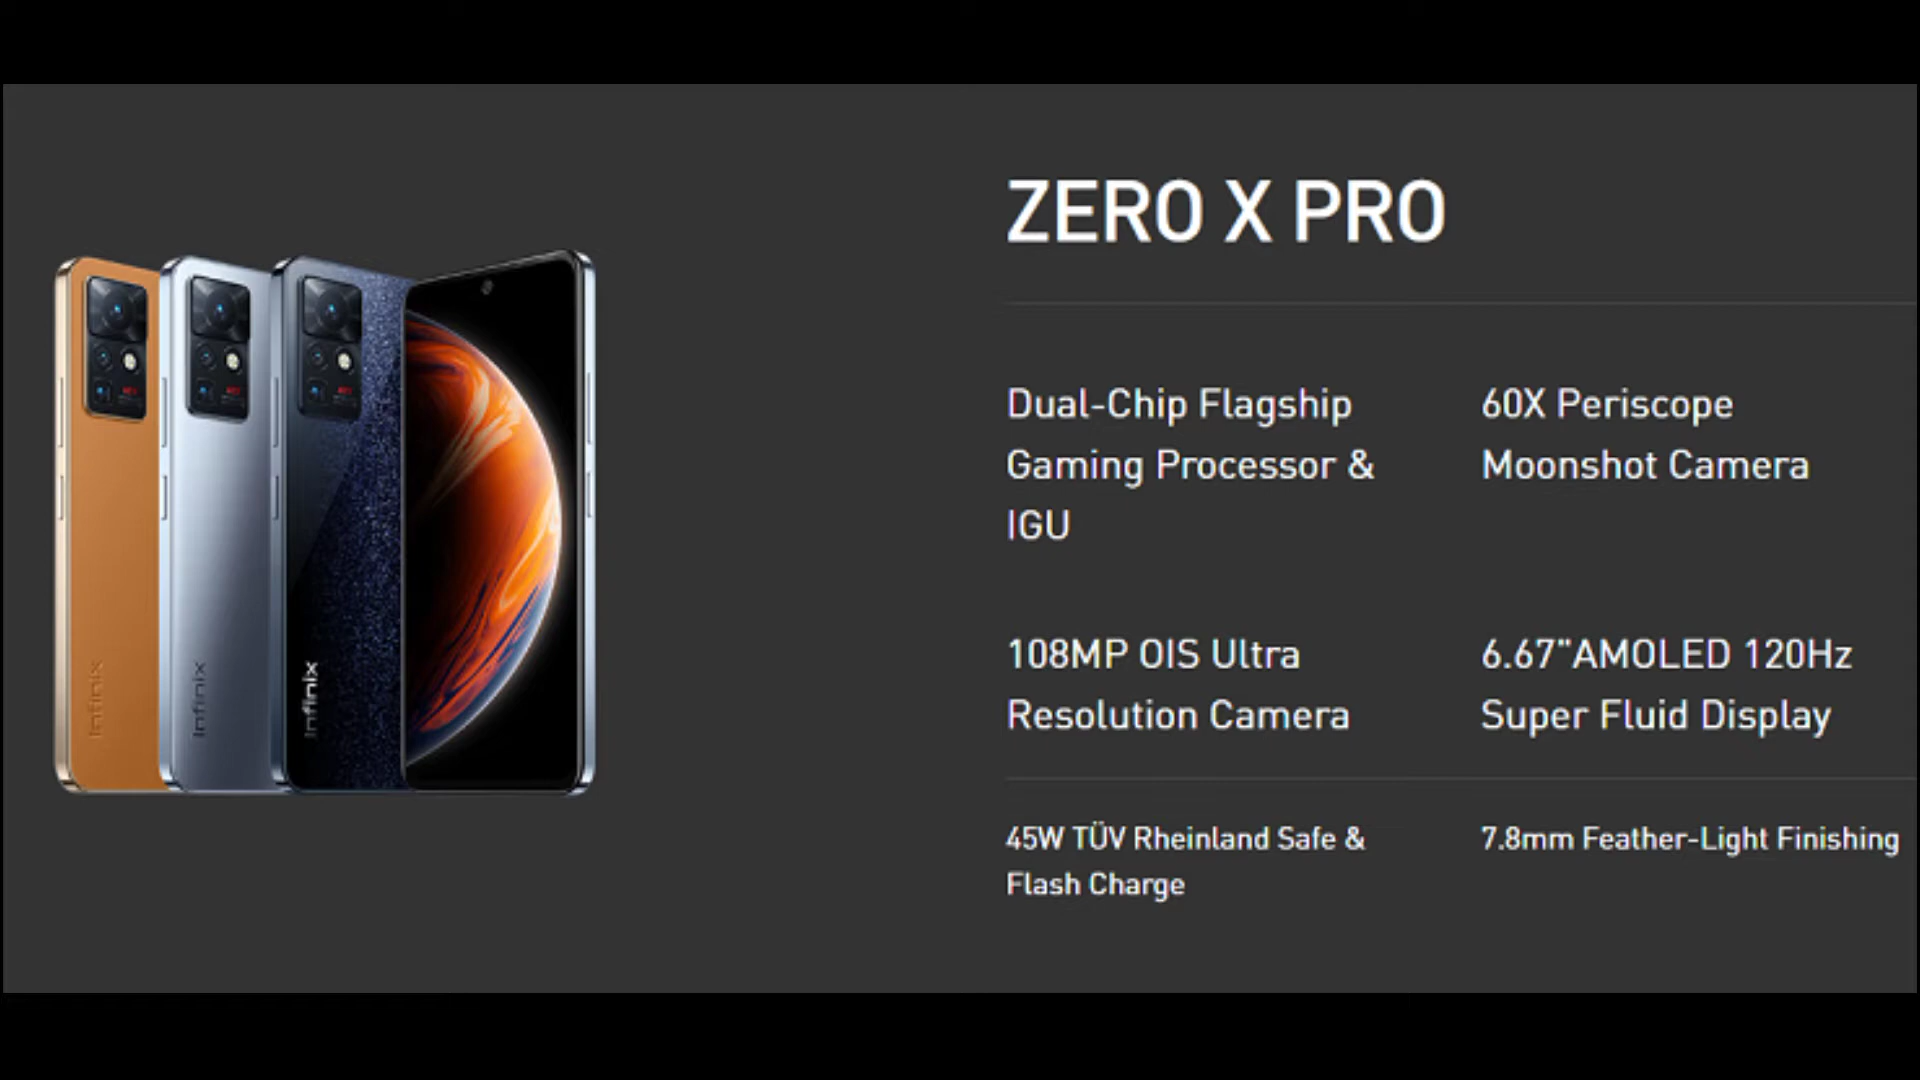 ZERO X PRO
Dual-Chip Flagship
Gaming Processor &
IGU
60X Periscope
Moonshot Camera
108MP OIS Ultra
Resolution Camera
6.67"AMOLED 120Hz
Super Fluid Display
45W TÜV Rheinland Safe &
Flash Charge
7.8mm Feather-Light Finishing
Infinix
Infinix
Infinix